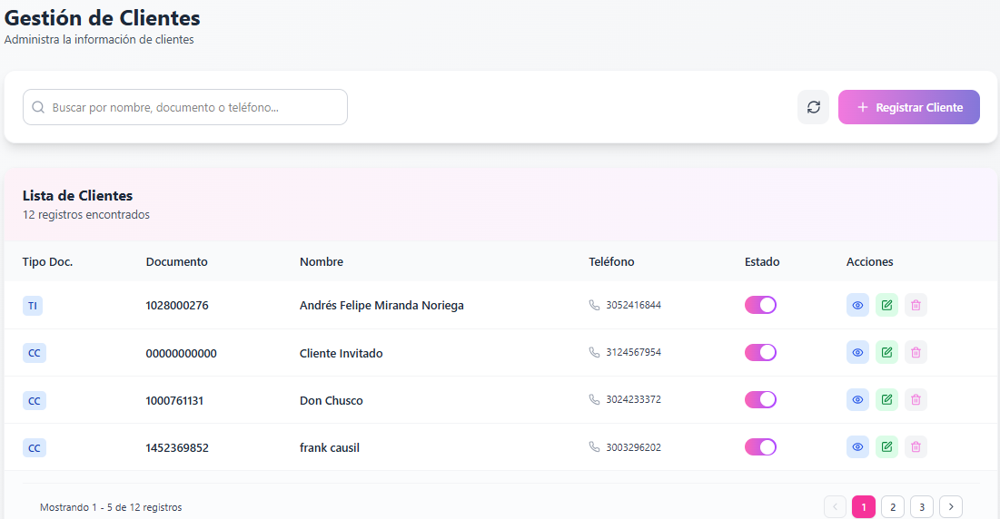 Gestión de Clientes
Administra la información de clientes
Buscar por nombre, documento o teléfono...
Registrar Cliente
Lista de Clientes
12 registros encontrados
Tipo Doc. Documento Nombre Teléfono Estado Acciones
TI 1028000276 Andrés Felipe Miranda Noriega 3052416844
CC 00000000000 Cliente Invitado 3124567954
CC 1000761131 Don Chusco 3024233372
CC 1452369852 frank causil 3003296202
Mostrando 1 - 5 de 12 registros 1 2 3